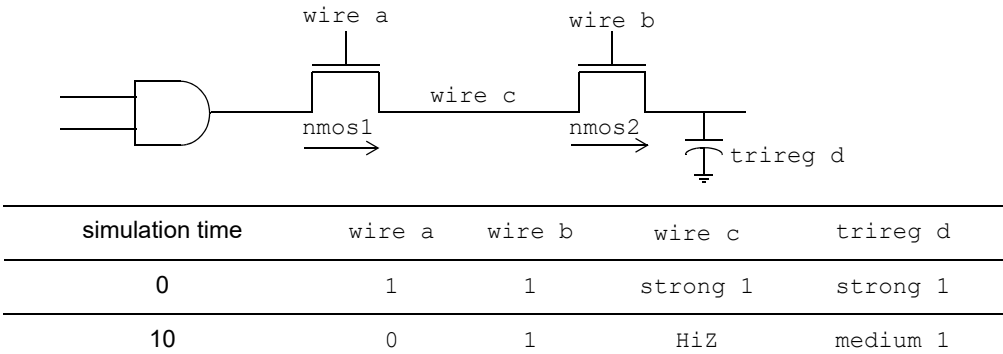 wire a
wire b
wire c
nmos1
nmos2
trireg d
simulation time wire a wire b wire c trireg d
0 1 1 strong 1 strong 1
10 0 1 HiZ medium 1